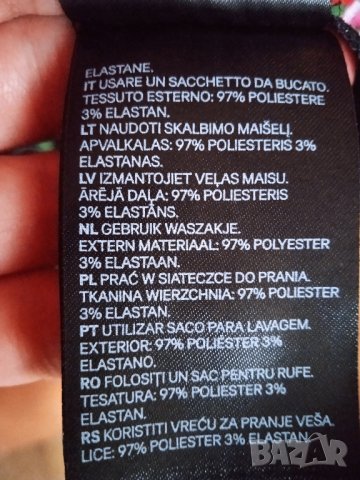 ELASTANE.
IT USARE UN SACCHETTO DA BUCATO.
TESSUTO ESTERNO: 97% POLIESTERE
3% ELASTAN.
LT NAUDOTI SKALBIMO MAIŠELĮ.
APVALKALAS: 97% POLIESTERIS 3%
ELASTANAS.
LV IZMANTOJIET VEĻAS MAISU.
ĀRĒJĀ DAĻA: 97% POLIESTERIS
3% ELASTĀNS.
NL GEBRUIK WASZAKJE.
EXTERN MATERIAAL: 97% POLYESTER
3% ELASTAAN.
PL PRAĆ W SIATECZCE DO PRANIA.
TKANINA WIERZCHNIA: 97% POLIESTER
3% ELASTAN.
PT UTILIZAR SACO PARA LAVAGEM.
EXTERIOR: 97% POLIÉSTER 3%
ELASTANO.
RO FOLOSIȚI UN SAC PENTRU RUFE.
TESATURA: 97% POLIESTER 3%
ELASTAN.
RS KORISTITI VREĆU ZA PRANJE VEŠA.
LICE: 97% POLIESTER 3% ELASTAN
BAZAR